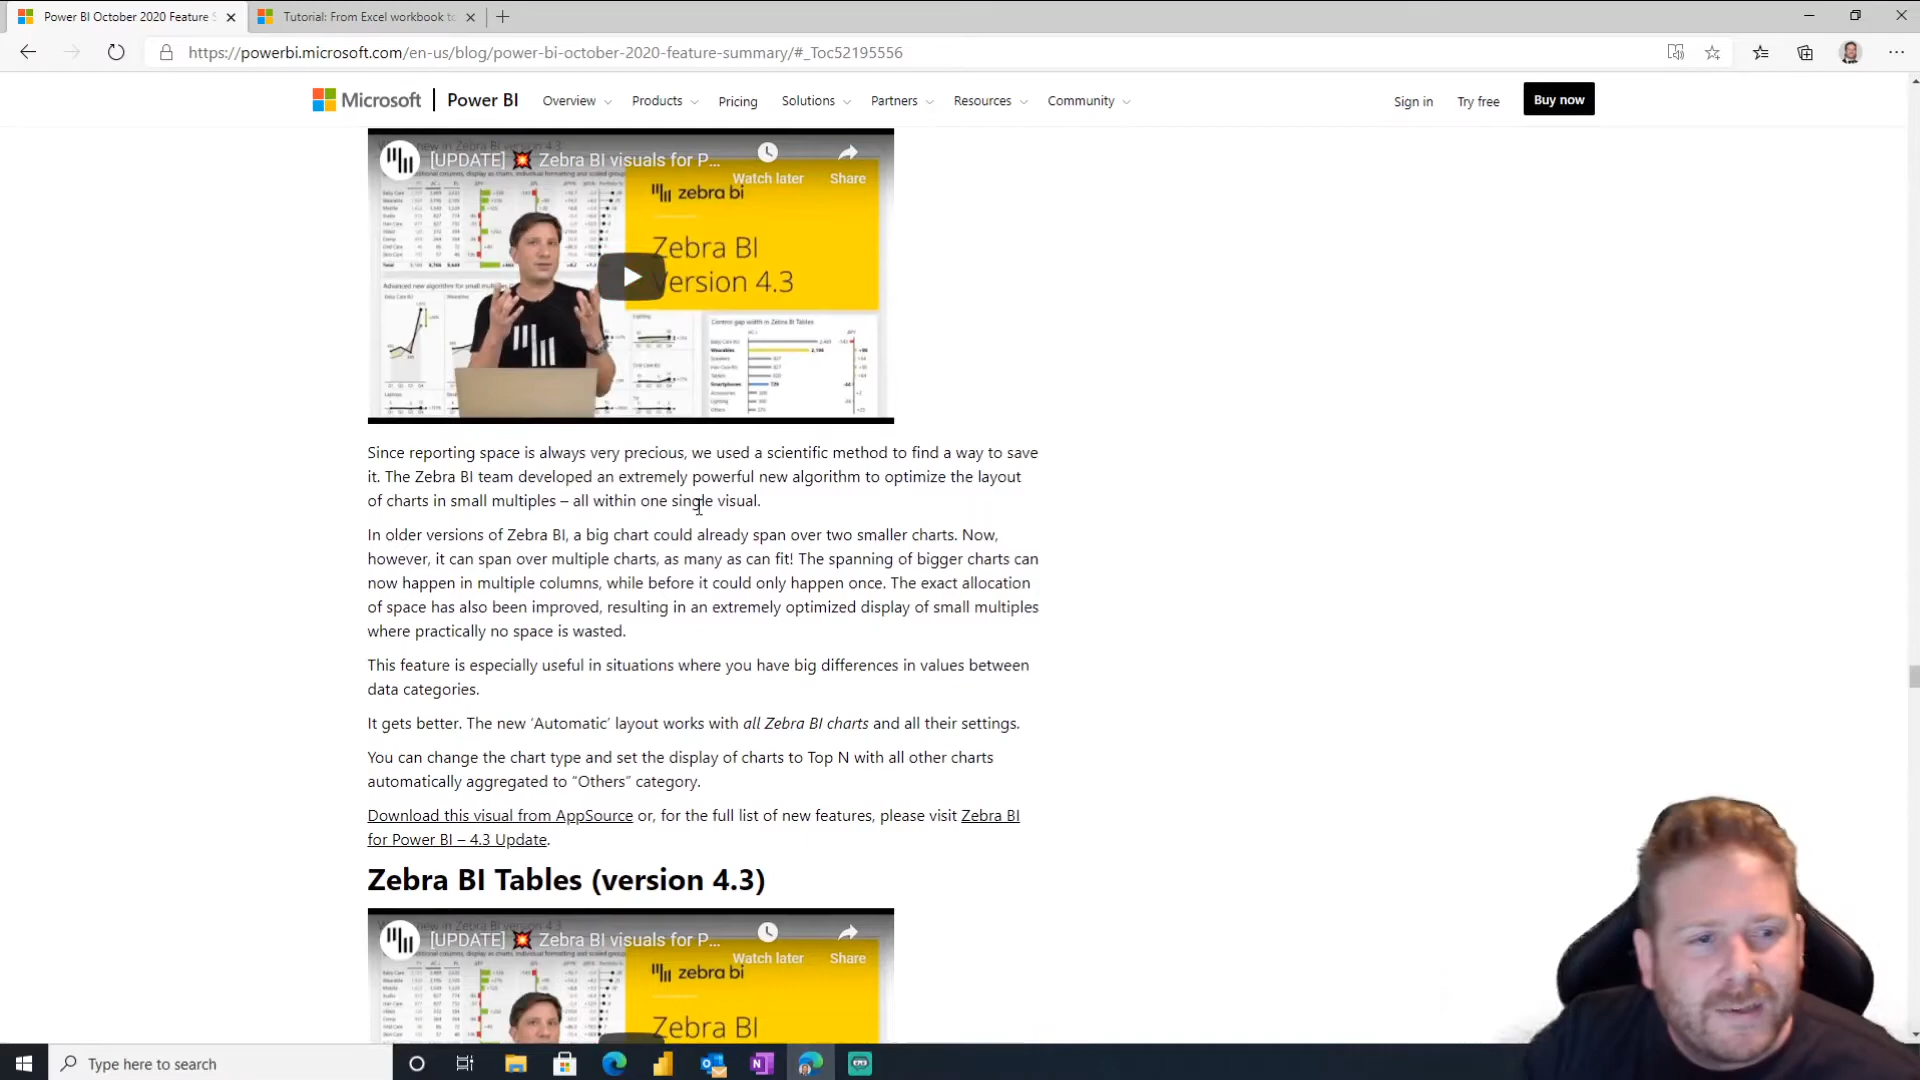 Power BI October 2020 Feature S
Tutorial: From Excel workbook to
https://powerbi.microsoft.com/en-us/blog/power-bi-october-2020-feature-summary/#_Toc52195556
Microsoft Power BI Overview Products Pricing Solutions Partners Resources Community Sign in Try free Buy now
[UPDATE] 💥 Zebra BI visuals for P...
Watch later Share
zebra bi
Zebra BI
Version 4.3
Since reporting space is always very precious, we used a scientific method to find a way to save
it. The Zebra BI team developed an extremely powerful new algorithm to optimize the layout
of charts in small multiples – all within one single visual.
In older versions of Zebra BI, a big chart could already span over two smaller charts. Now,
however, it can span over multiple charts, as many as can fit! The spanning of bigger charts can
now happen in multiple columns, while before it could only happen once. The exact allocation
of space has also been improved, resulting in an extremely optimized display of small multiples
where practically no space is wasted.
This feature is especially useful in situations where you have big differences in values between
data categories.
It gets better. The new ‘Automatic’ layout works with all Zebra BI charts and all their settings.
You can change the chart type and set the display of charts to Top N with all other charts
automatically aggregated to “Others” category.
Download this visual from AppSource or, for the full list of new features, please visit Zebra BI
for Power BI – 4.3 Update.
Zebra BI Tables (version 4.3)
[UPDATE] 💥 Zebra BI visuals for P...
Watch later Share
zebra bi
Zebra BI
Type here to search